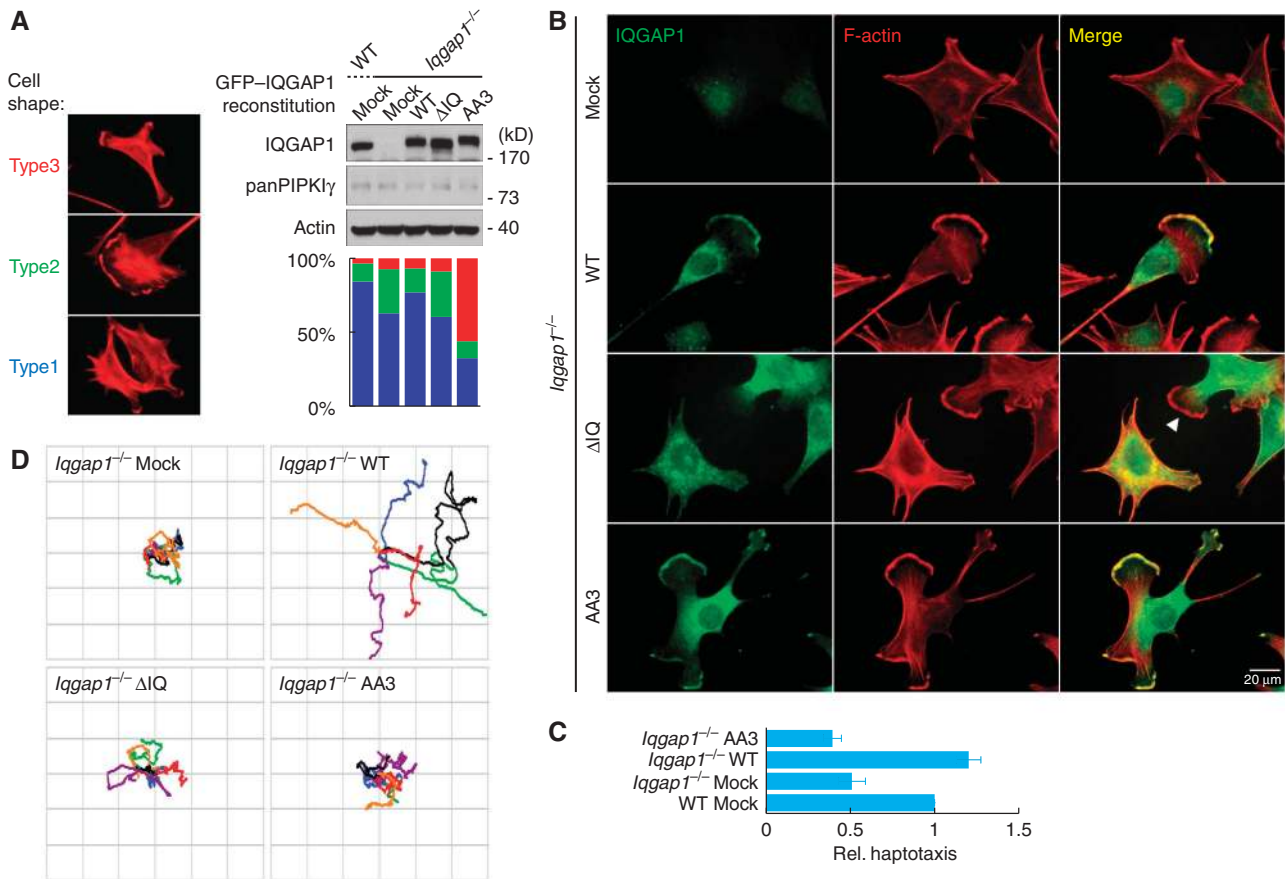 A
Cell
shape:
Type3
Type2
Type1
WT
Iqgap1–/–
GFP–IQGAP1
reconstitution
Mock
Mock
WT
ΔIQ
AA3
IQGAP1
(kD)
- 170
panPIPKIγ
- 73
Actin
- 40
100%
50%
0%
B
IQGAP1
F-actin
Merge
Mock
WT
ΔIQ
AA3
Iqgap1–/–
20 μm
C
Iqgap1–/– AA3
Iqgap1–/– WT
Iqgap1–/– Mock
WT Mock
0
0.5
1
1.5
Rel. haptotaxis
D
Iqgap1–/– Mock
Iqgap1–/– WT
Iqgap1–/– ΔIQ
Iqgap1–/– AA3